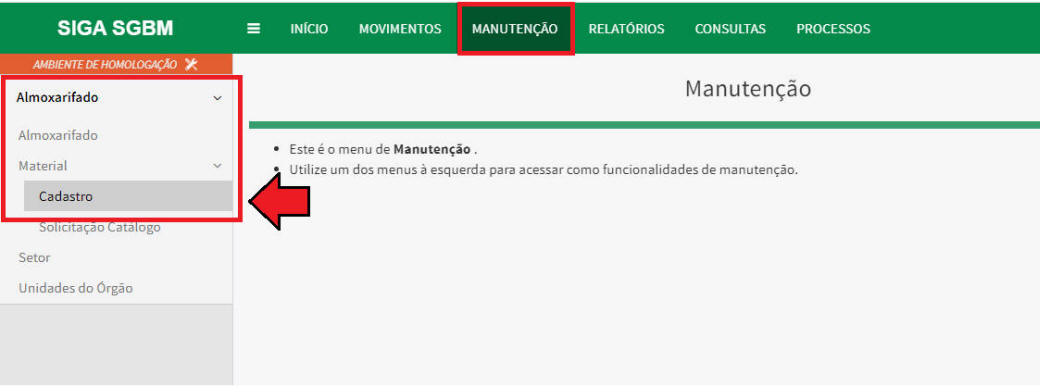 SIGA SGBM
☰ INÍCIO MOVIMENTOS MANUTENÇÃO RELATÓRIOS CONSULTAS PROCESSOS
AMBIENTE DE HOMOLOGAÇÃO
Almoxarifado
Almoxarifado
Material
Cadastro
Solicitação Catálogo
Setor
Unidades do Órgão
Manutenção
• Este é o menu de Manutenção .
• Utilize um dos menus à esquerda para acessar como funcionalidades de manutenção.